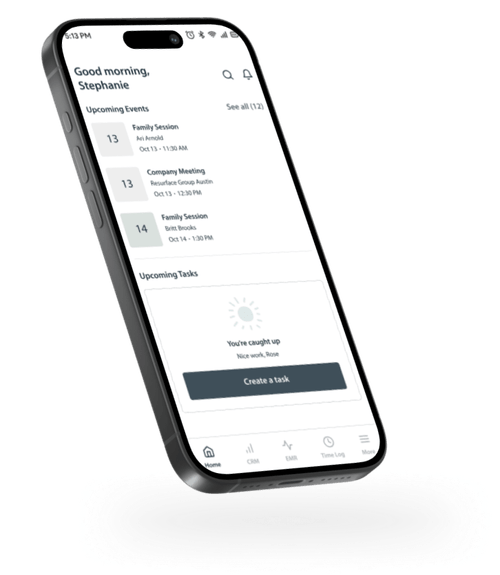 5:13 PM
Good morning,
Stephanie
Upcoming Events
See all (12)
13
Family Session
Ari Arnold
Oct 13 - 11:30 AM
13
Company Meeting
Resurface Group Austin
Oct 13 - 12:30 PM
14
Family Session
Britt Brooks
Oct 14 - 1:30 PM
Upcoming Tasks
You're caught up
Nice work, Rose
Create a task
Home
CRM
EMR
Time Log
More